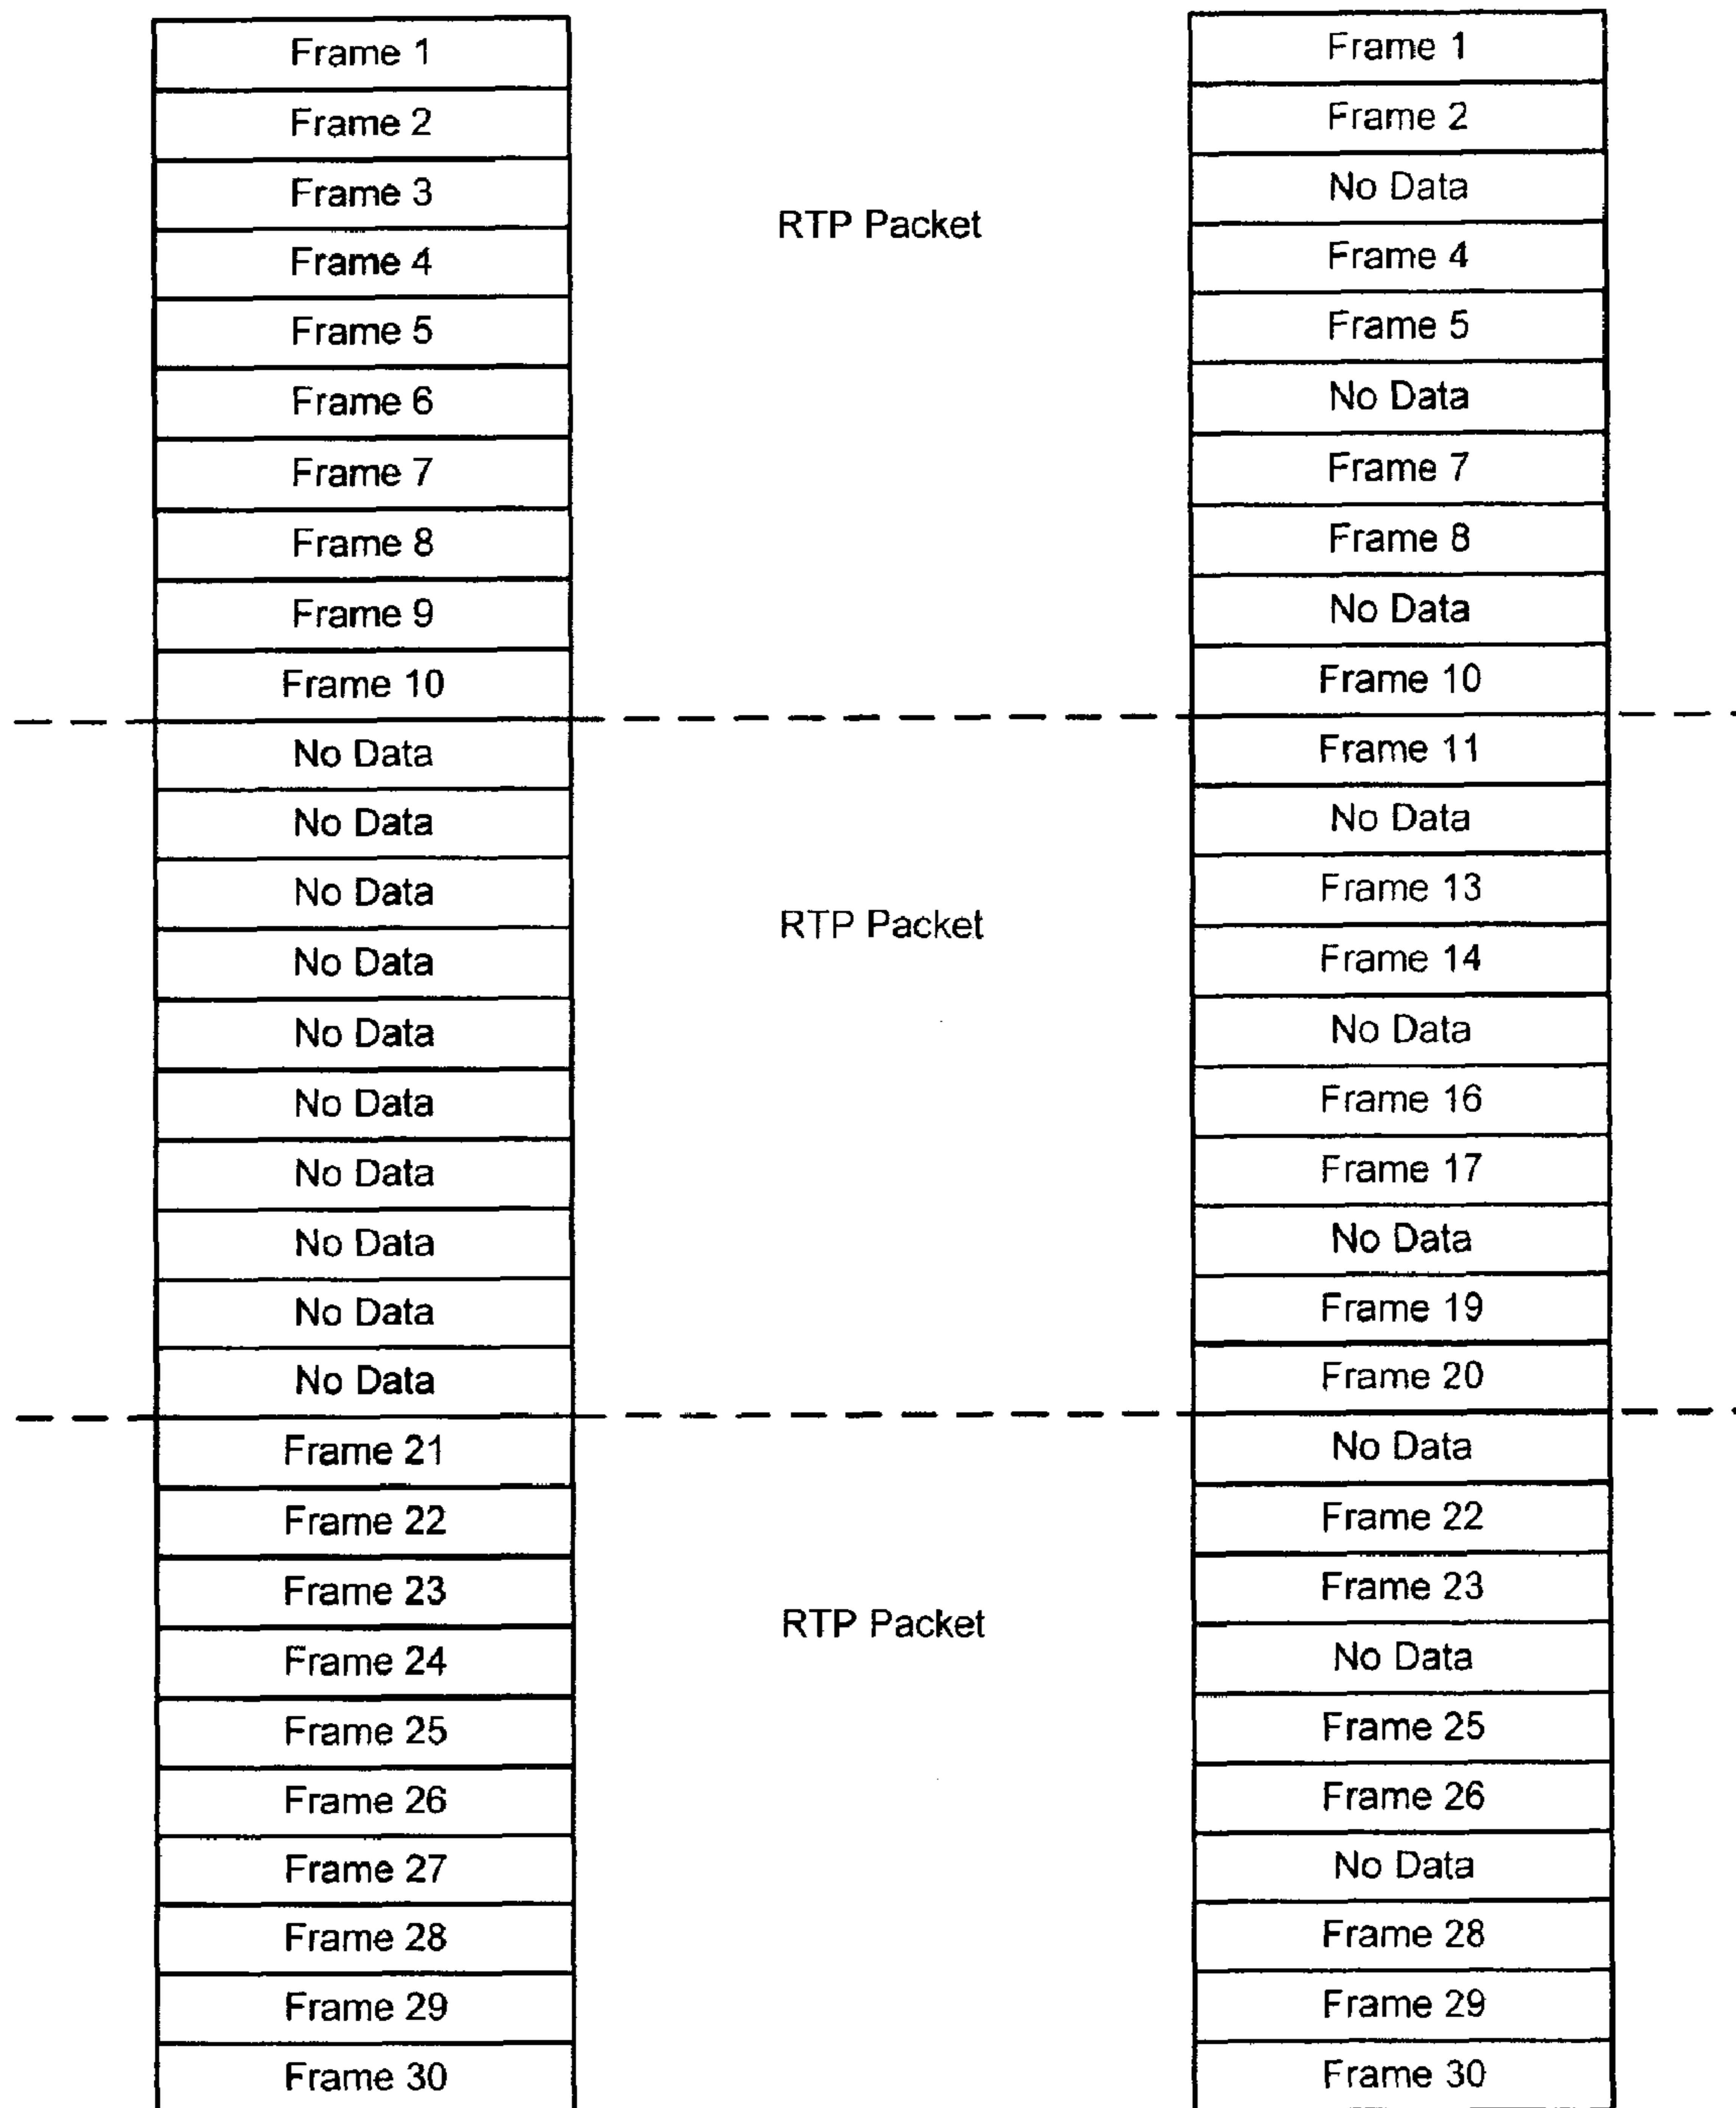 Frame 1
Frame 2
Frame 3
Frame 4
Frame 5
Frame 6
Frame 7
Frame 8
Frame 9
Frame 10
No Data
No Data
No Data
No Data
No Data
No Data
No Data
No Data
No Data
No Data
Frame 21
Frame 22
Frame 23
Frame 24
Frame 25
Frame 26
Frame 27
Frame 28
Frame 29
Frame 30
RTP Packet
RTP Packet
RTP Packet
Frame 1
Frame 2
No Data
Frame 4
Frame 5
No Data
Frame 7
Frame 8
No Data
Frame 10
Frame 11
No Data
Frame 13
Frame 14
No Data
Frame 16
Frame 17
No Data
Frame 19
Frame 20
No Data
Frame 22
Frame 23
No Data
Frame 25
Frame 26
No Data
Frame 28
Frame 29
Frame 30